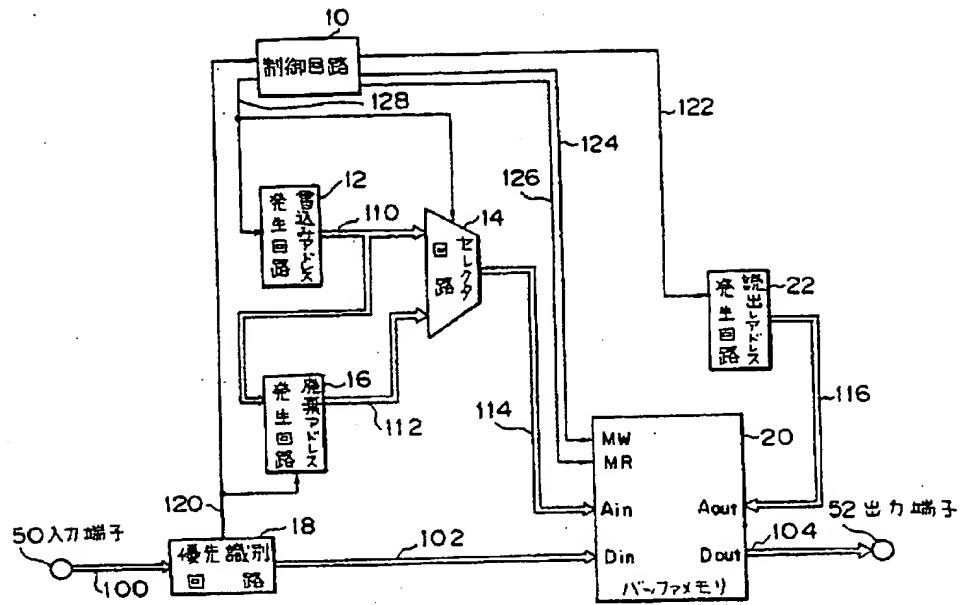 10
制御回路
128
122
124
126
12
書込みアドレス
発生回路
110
14
セレクタ
回路
22
読出しアドレス
発生回路
16
廃棄アドレス
発生回路
112
114
116
20
MW
MR
Ain
Aout
Din
Dout
バッファメモリ
120
18
50 入力端子
100
優先識別
回路
102
104
52 出力端子